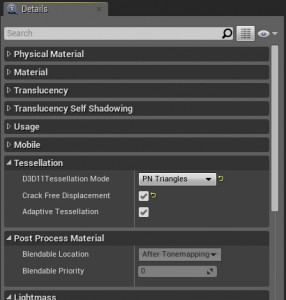 Details
Search
Physical Material
Material
Translucency
Translucency Self Shadowing
Usage
Mobile
Tessellation
D3D11Tessellation Mode PN Triangles
Crack Free Displacement
Adaptive Tessellation
Post Process Material
Blendable Location After Tonemapping
Blendable Priority 0
Lightmass